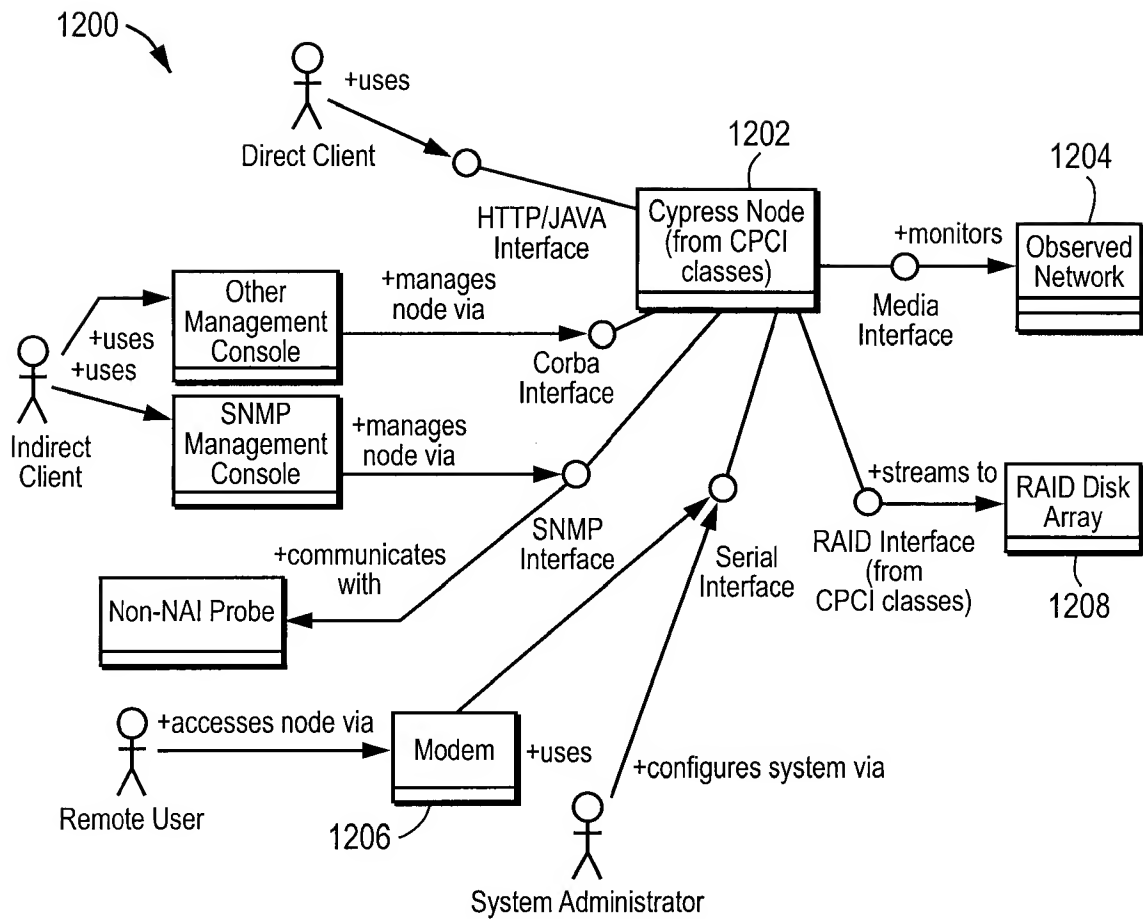 1200
+uses
Direct Client
HTTP/JAVA
Interface
1202
Cypress Node
(from CPCI
classes)
1204
+monitors
Observed
Network
Media
Interface
Other
Management
Console
+manages
node via
Corba
Interface
+uses
+uses
Indirect
Client
SNMP
Management
Console
+manages
node via
SNMP
Interface
+communicates
with
Non-NAI Probe
Serial
Interface
+streams to
RAID Disk
Array
RAID Interface
(from
CPCI classes)
1208
+accesses node via
Remote User
Modem
+uses
1206
+configures system via
System Administrator